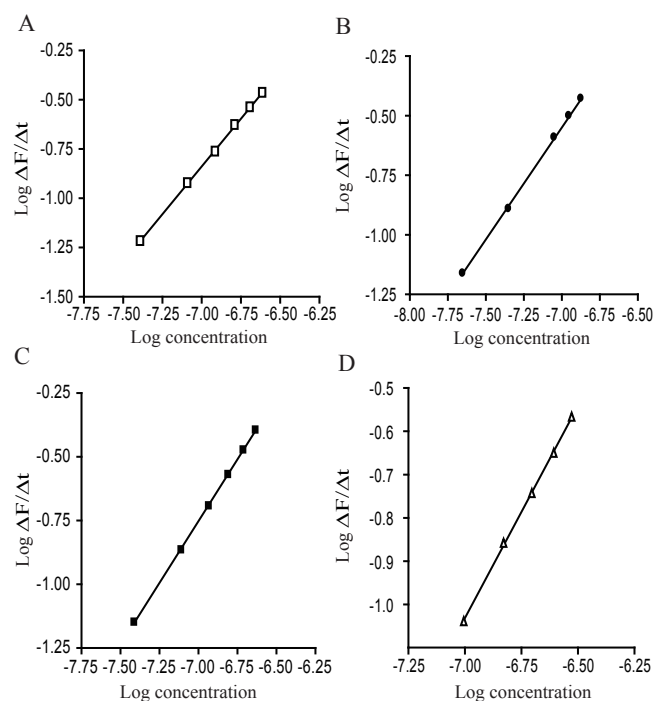 A
-0.25
-0.50
-0.75
-1.00
-1.25
-1.50
Log ΔF/Δt
-7.75 -7.50 -7.25 -7.00 -6.75 -6.50 -6.25
Log concentration
B
-0.25
-0.50
-0.75
-1.00
-1.25
Log ΔF/Δt
-8.00 -7.75 -7.50 -7.25 -7.00 -6.75 -6.50
Log concentration
C
-0.25
-0.50
-0.75
-1.00
-1.25
Log ΔF/Δt
-7.75 -7.50 -7.25 -7.00 -6.75 -6.50 -6.25
Log concentration
D
-0.5
-0.6
-0.7
-0.8
-0.9
-1.0
Log ΔF/Δt
-7.25 -7.00 -6.75 -6.50 -6.25
Log concentration